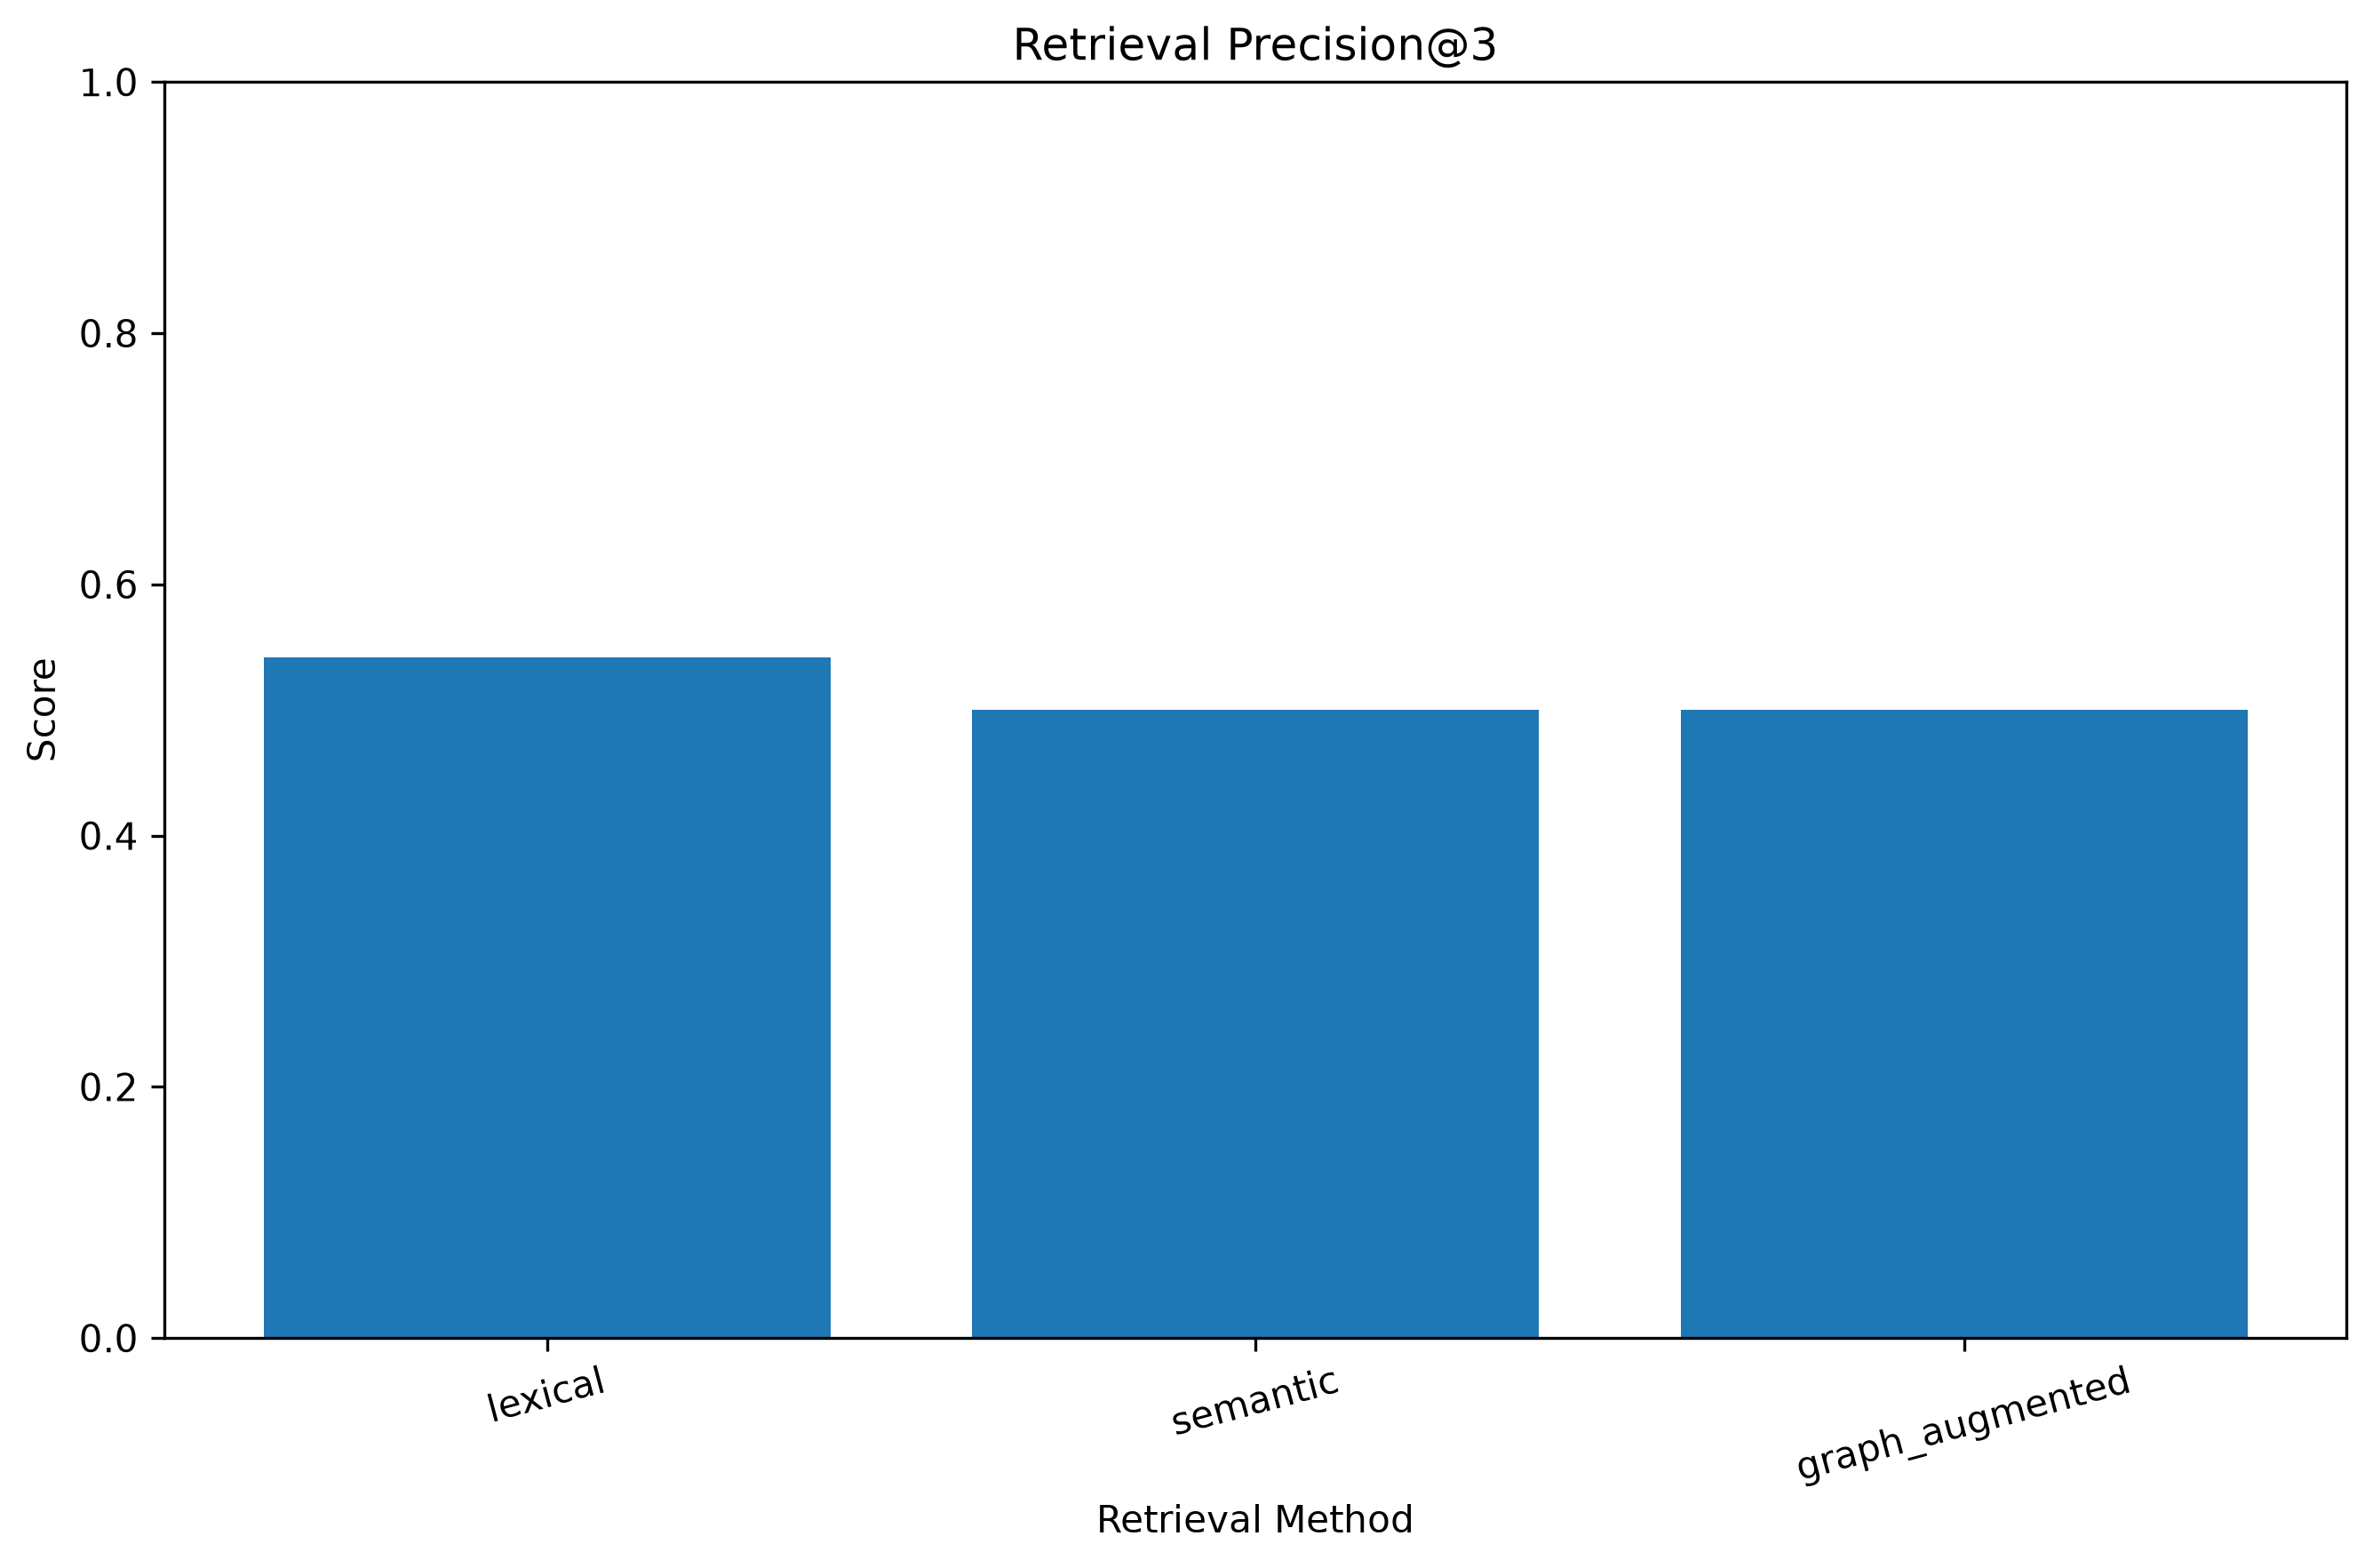 Retrieval Precision@3
1.0
0.8
0.6
0.4
0.2
0.0
Score
lexical
semantic
graph_augmented
Retrieval Method